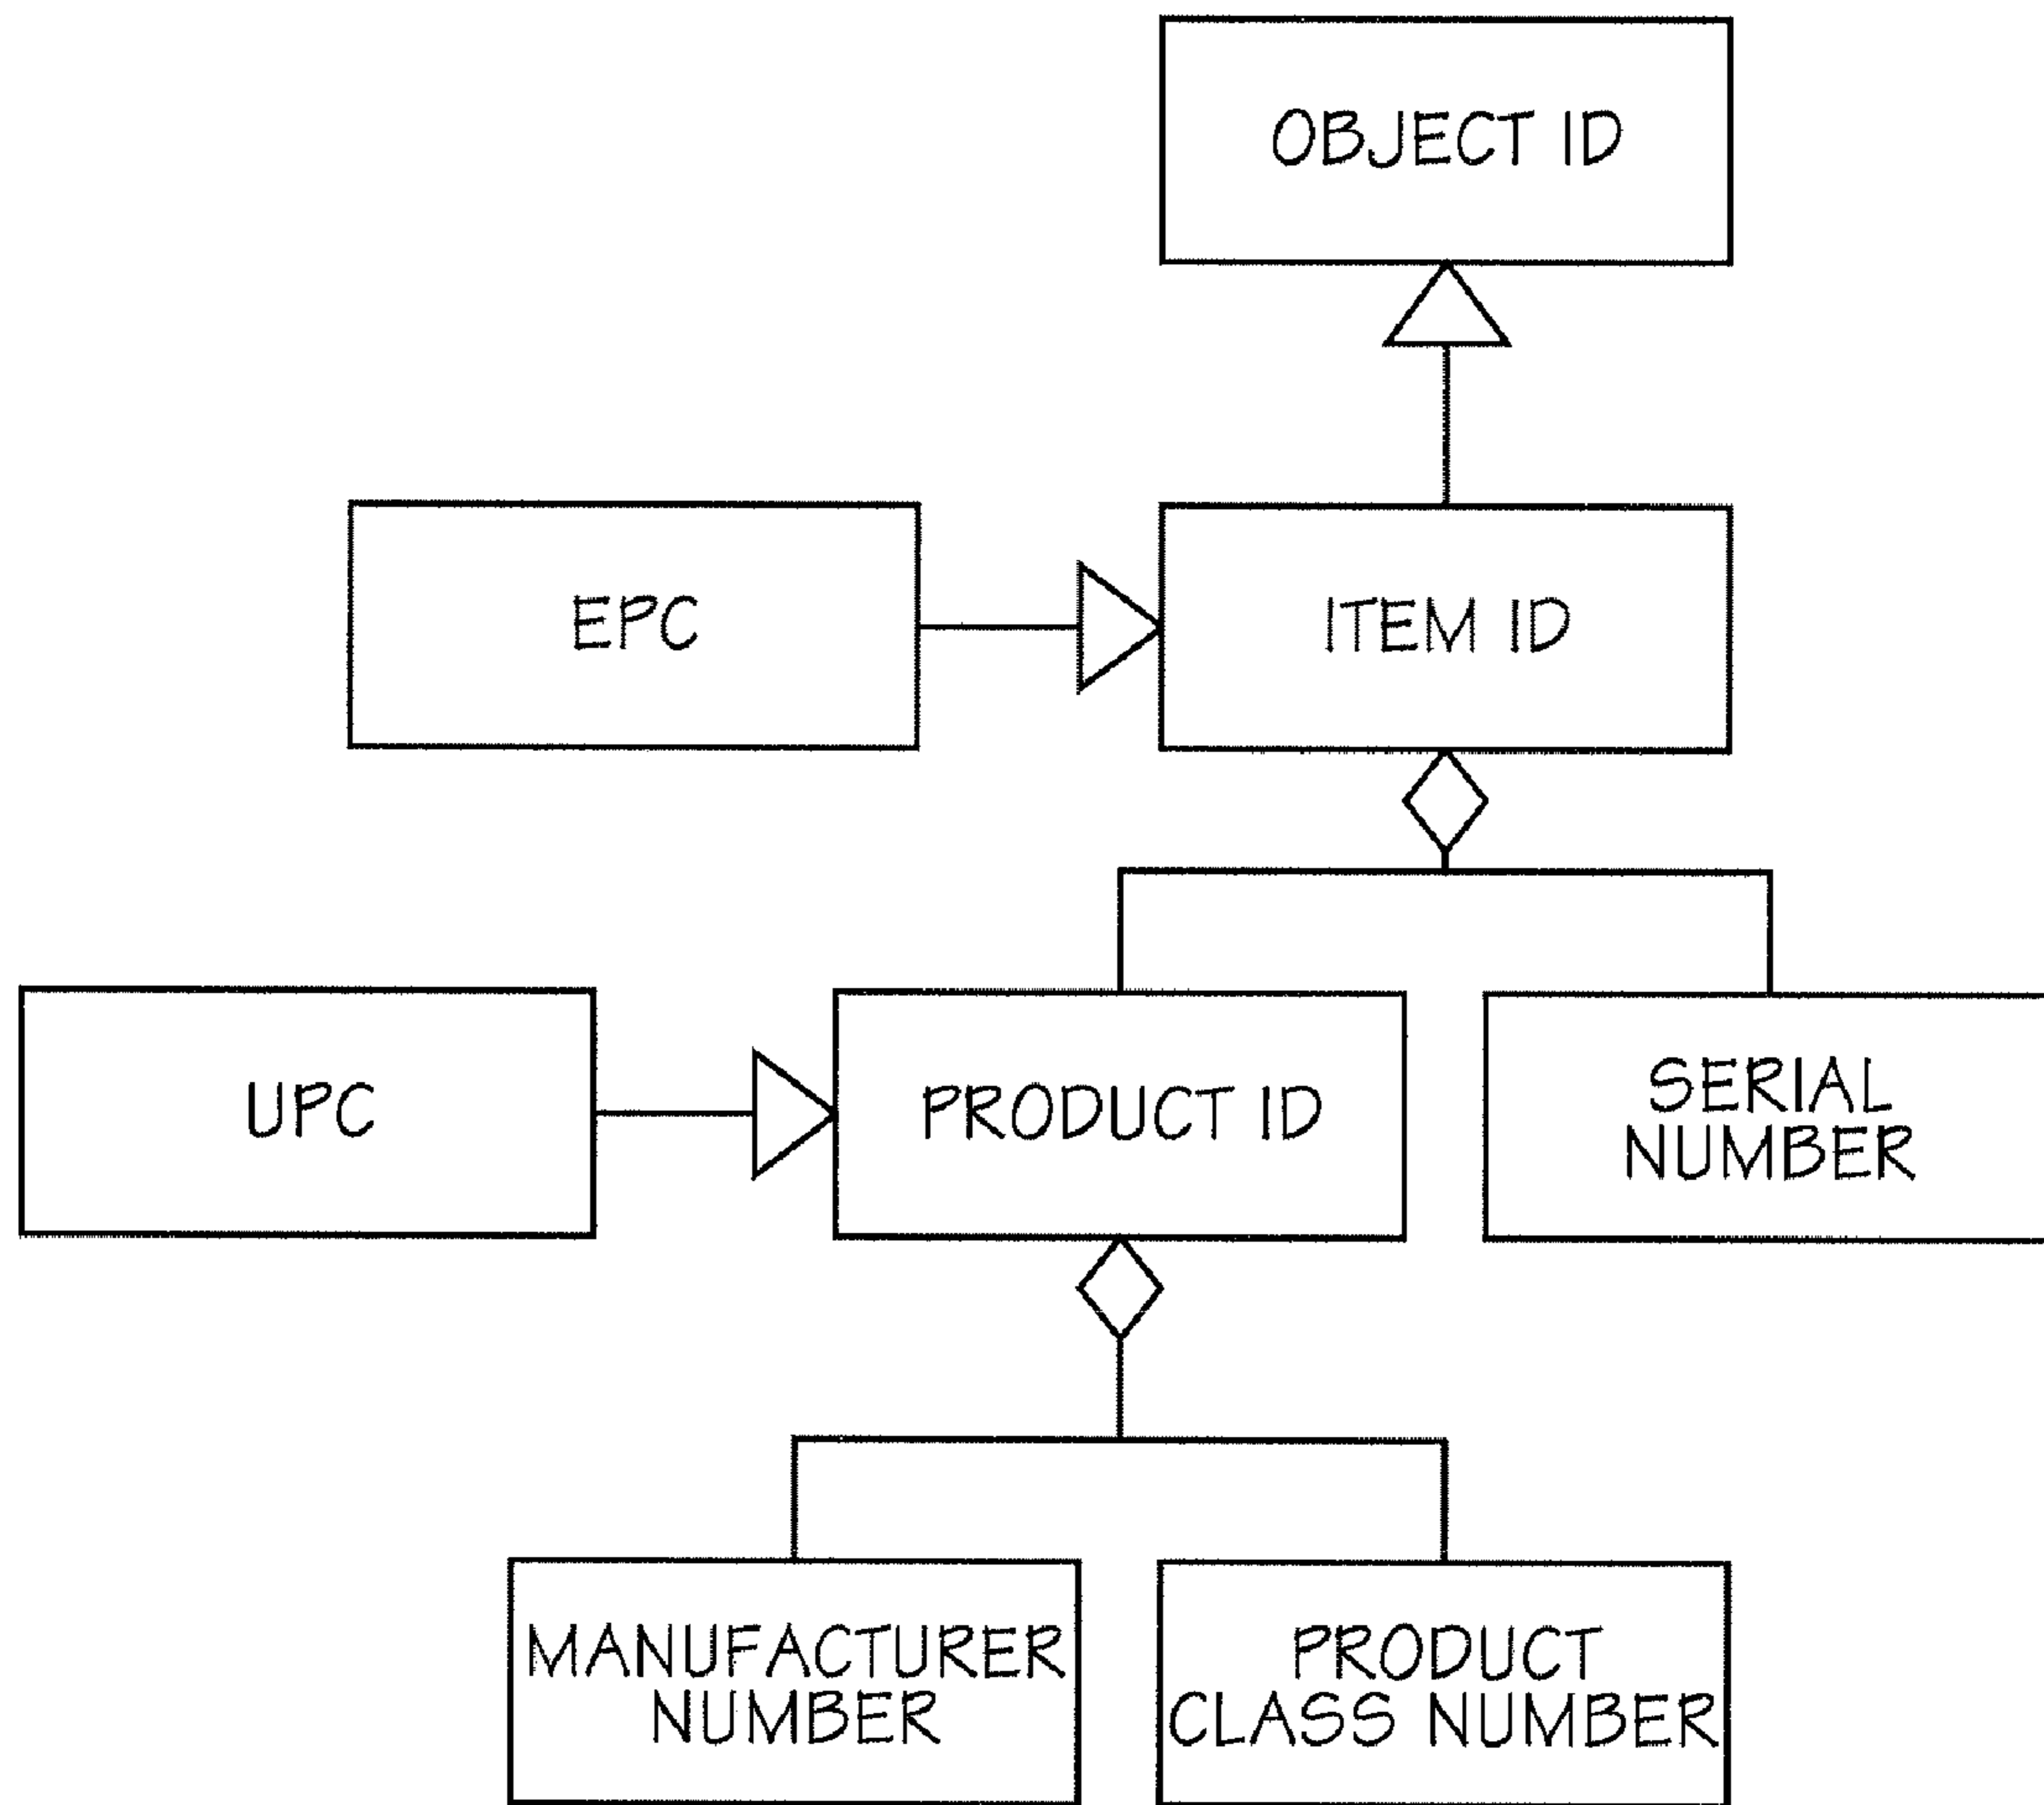 OBJECT ID
EPC
ITEM ID
UPC
PRODUCT ID
SERIAL
NUMBER
MANUFACTURER
NUMBER
PRODUCT
CLASS NUMBER